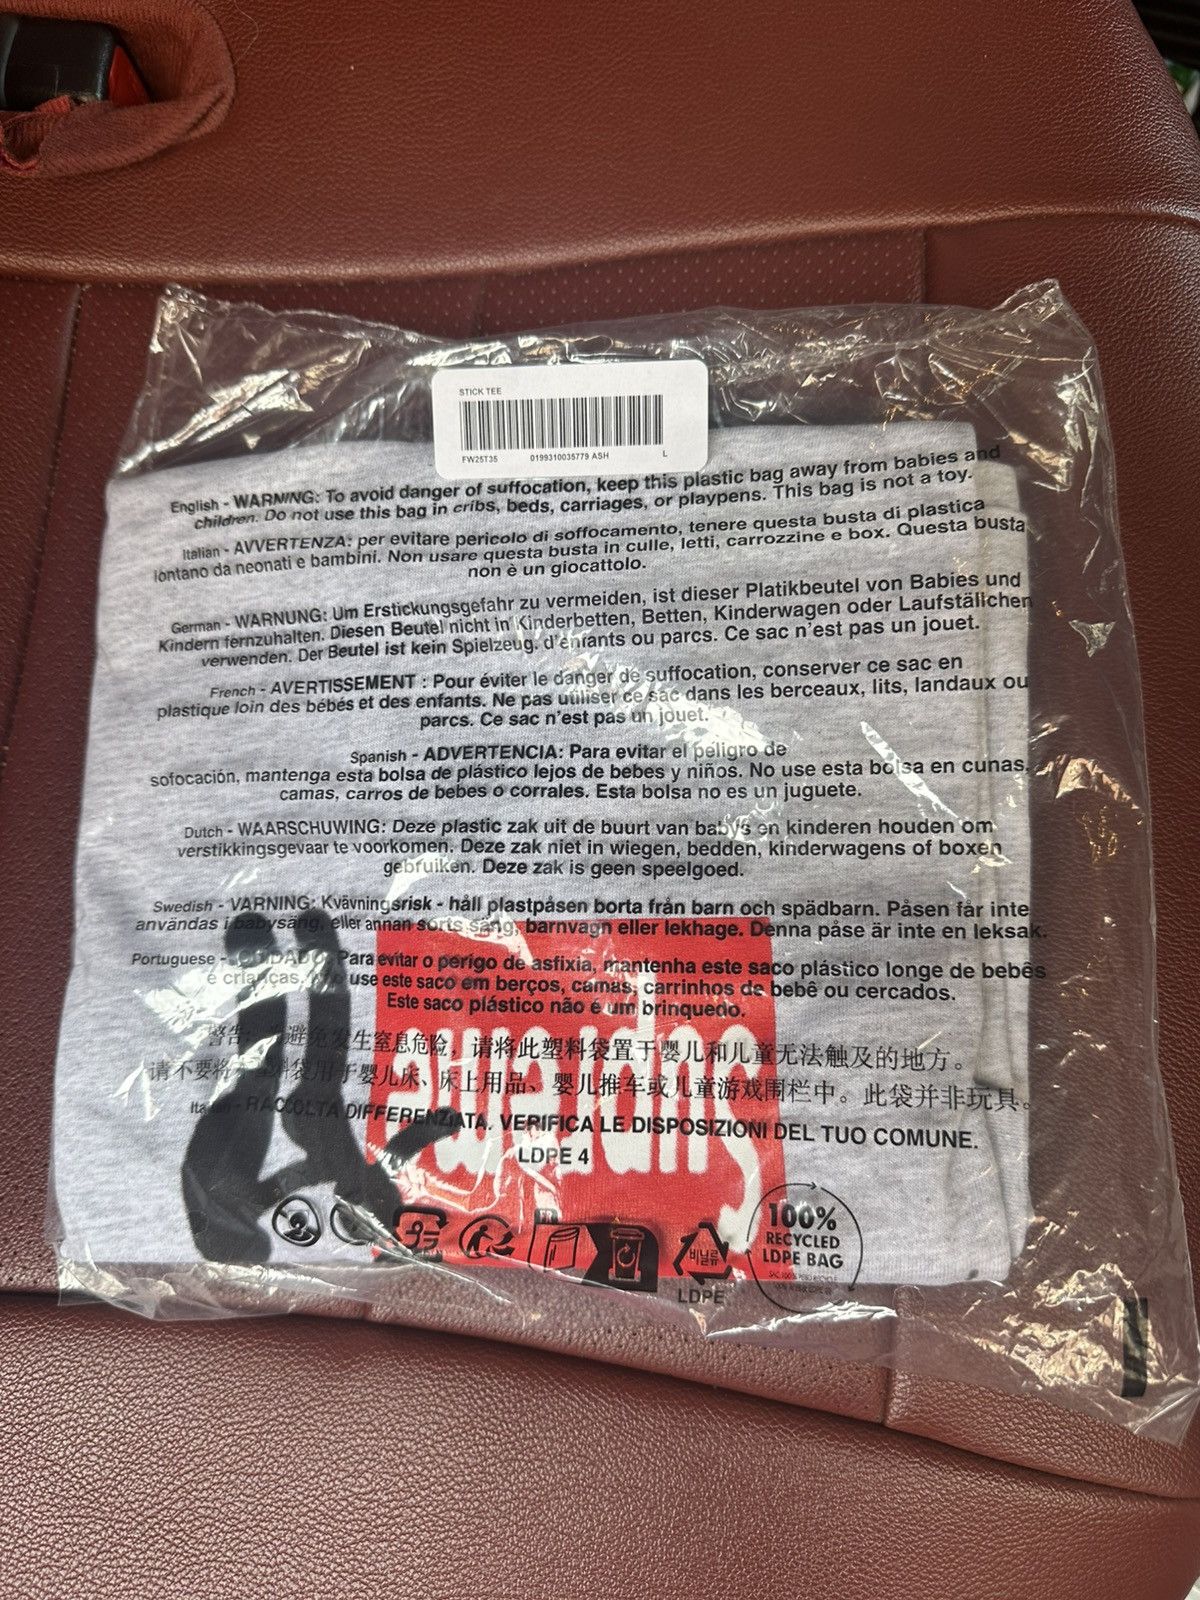 STICK TEE
FW25T35 0199310035779 ASH L
English - WARNING: To avoid danger of suffocation, keep this plastic bag away from babies and
children. Do not use this bag in cribs, beds, carriages, or playpens. This bag is not a toy.
Italian - AVVERTENZA: per evitare pericolo di soffocamento, tenere questa busta di plastica
lontano da neonati e bambini. Non usare questa busta in culle, letti, carrozzine e box. Questa busta
non è un giocattolo.
German - WARNUNG: Um Erstickungsgefahr zu vermeiden, ist dieser Platikbeutel von Babies und
Kindern fernzuhalten. Diesen Beutel nicht in Kinderbetten, Betten, Kinderwagen oder Laufställichen
verwenden. Der Beutel ist kein Spielzeug. d'enfants ou parcs. Ce sac n'est pas un jouet.
French - AVERTISSEMENT : Pour éviter le danger de suffocation, conserver ce sac en
plastique loin des bébés et des enfants. Ne pas utiliser ce sac dans les berceaux, lits, landaux ou
parcs. Ce sac n'est pas un jouet.
Spanish - ADVERTENCIA: Para evitar el peligro de
sofocación, mantenga esta bolsa de plástico lejos de bebes y niños. No use esta bolsa en cunas,
camas, carros de bebes o corrales. Esta bolsa no es un juguete.
Dutch - WAARSCHUWING: Deze plastic zak uit de buurt van baby's en kinderen houden om
verstikkingsgevaar te voorkomen. Deze zak niet in wiegen, bedden, kinderwagens of boxen
gebruiken. Deze zak is geen speelgoed.
Swedish - VARNING: Kvävningsrisk - håll plastpåsen borta från barn och spädbarn. Påsen får inte
användas i babysäng, eller annan sorts säng, barnvagn eller lekhage. Denna påse är inte en leksak.
Portuguese - CUIDADO: Para evitar o perigo de asfixia, mantenha este saco plástico longe de bebês
e crianças, não use este saco em berços, camas, carrinhos de bebê ou cercados.
Este saco plástico não é um brinquedo.
警告：为避免发生窒息危险，请将此塑料袋置于婴儿和儿童无法触及的地方。
请不要将本塑料袋用于婴儿床、床上用品、婴儿推车或儿童游戏围栏中。此袋并非玩具。
Italian - RACCOLTA DIFFERENZIATA. VERIFICA LE DISPOSIZIONI DEL TUO COMUNE.
LDPE 4
Supreme
FR
비닐류
LDPE
100%
RECYCLED
LDPE BAG